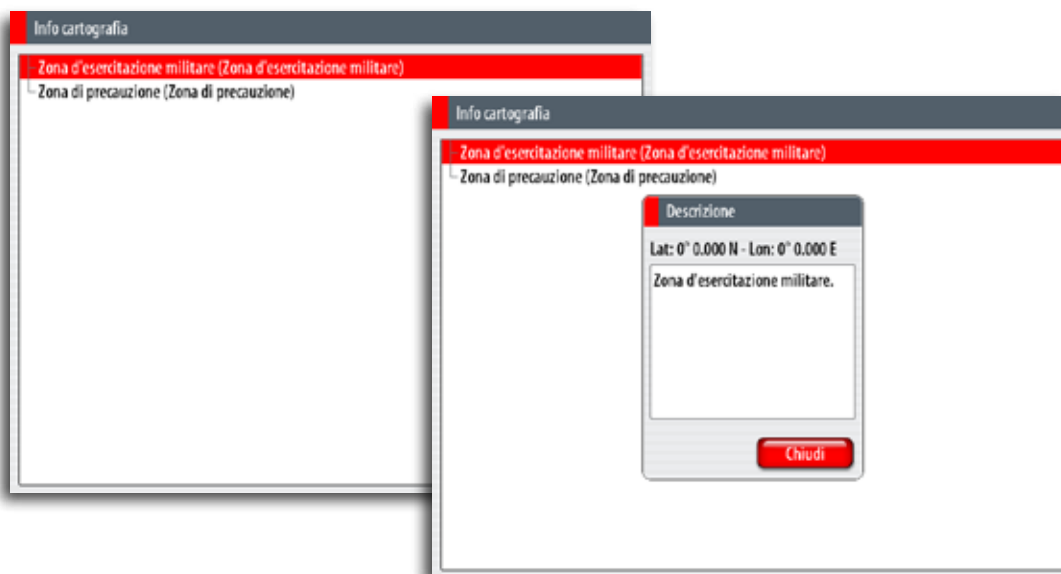 Info cartografia
Zona d'esercitazione militare (Zona d'esercitazione militare)
Zona di precauzione (Zona di precauzione)
Info cartografia
Zona d'esercitazione militare (Zona d'esercitazione militare)
Zona di precauzione (Zona di precauzione)
Descrizione
Lat: 0° 0.000 N - Lon: 0° 0.000 E
Zona d'esercitazione militare.
Chiudi